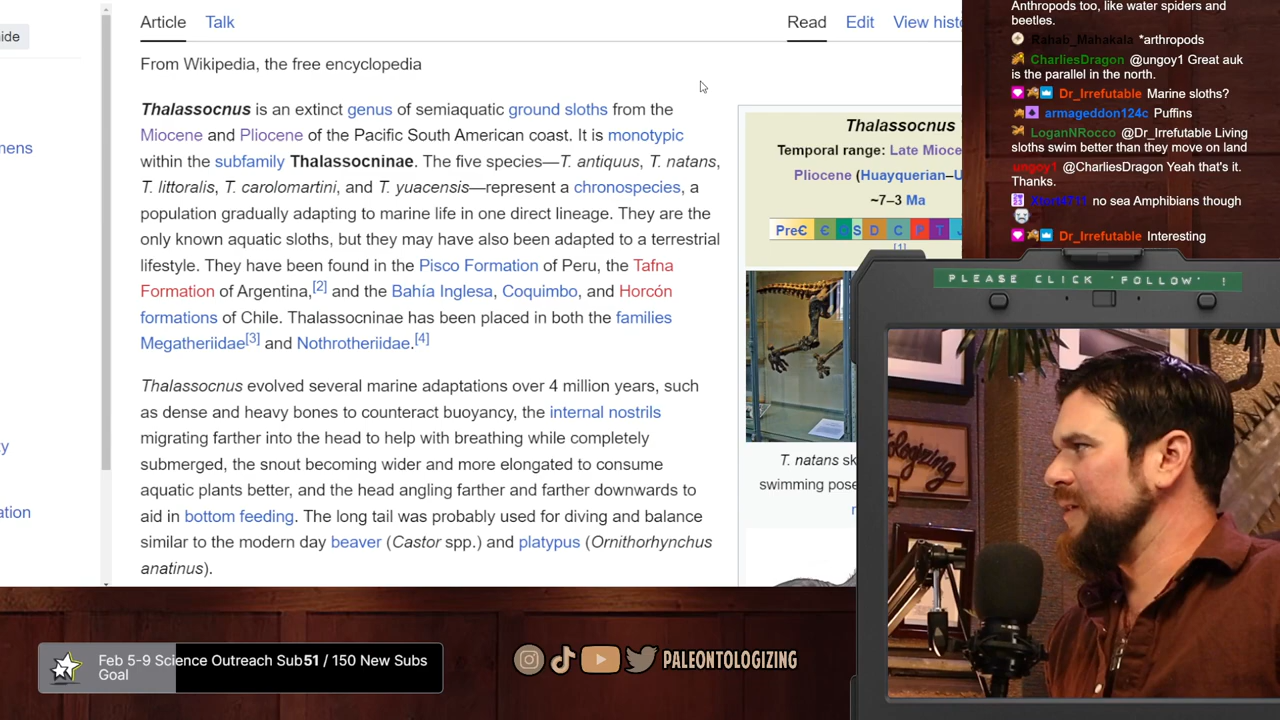 ide
mens
ty
ation
Article Talk Read Edit View histo
From Wikipedia, the free encyclopedia
Thalassocnus is an extinct genus of semiaquatic ground sloths from the
Miocene and Pliocene of the Pacific South American coast. It is monotypic
within the subfamily Thalassocninae. The five species—T. antiquus, T. natans,
T. littoralis, T. carolomartini, and T. yuacensis—represent a chronospecies, a
population gradually adapting to marine life in one direct lineage. They are the
only known aquatic sloths, but they may have also been adapted to a terrestrial
lifestyle. They have been found in the Pisco Formation of Peru, the Tafna
Formation of Argentina,[2] and the Bahía Inglesa, Coquimbo, and Horcón
formations of Chile. Thalassocninae has been placed in both the families
Megatheriidae[3] and Nothrotheriidae.[4]
Thalassocnus evolved several marine adaptations over 4 million years, such
as dense and heavy bones to counteract buoyancy, the internal nostrils
migrating farther into the head to help with breathing while completely
submerged, the snout becoming wider and more elongated to consume
aquatic plants better, and the head angling farther and farther downwards to
aid in bottom feeding. The long tail was probably used for diving and balance
similar to the modern day beaver (Castor spp.) and platypus (Ornithorhynchus
anatinus).
Thalassocnus
Temporal range: Late Mioce
Pliocene (Huayquerian–U
~7–3 Ma
PreꞒ Ꞓ O S D C P T J
[1]
T. natans sk
swimming pose
Anthropods too, like water spiders and
beetles.
Rahab_Mahakala *arthropods
CharliesDragon @ungoy1 Great auk
is the parallel in the north.
Dr_Irrefutable Marine sloths?
armageddon124c Puffins
LoganNRocco @Dr_Irrefutable Living
sloths swim better than they move on land
ungoy1 @CharliesDragon Yeah that's it.
Thanks.
no sea Amphibians though
Dr_Irrefutable Interesting
PLEASE CLICK 'FOLLOW' !
ologizing
Feb 5-9 Science Outreach Sub 51 / 150 New Subs
Goal
PALEONTOLOGIZING